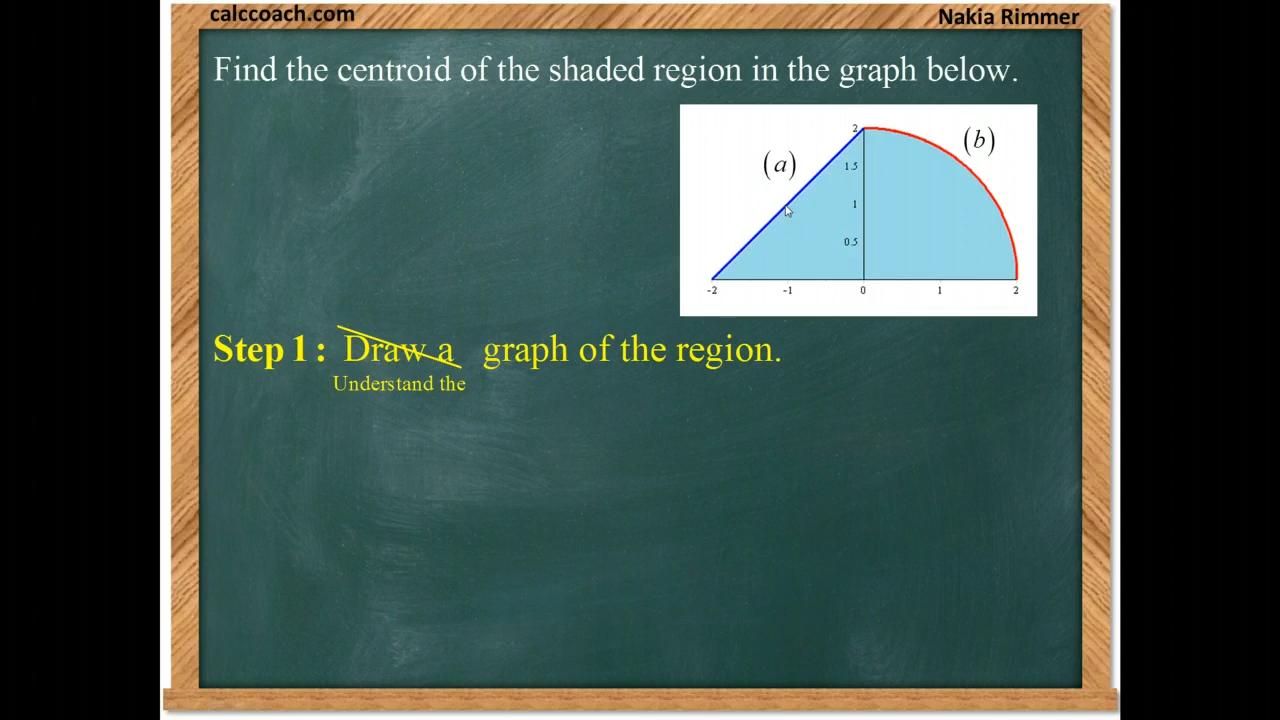 calccoach.com
Nakia Rimmer
Find the centroid of the shaded region in the graph below.
(a)
(b)
2
1.5
1
0.5
-2 -1 0 1 2
Step 1 : Draw a graph of the region.
Understand the